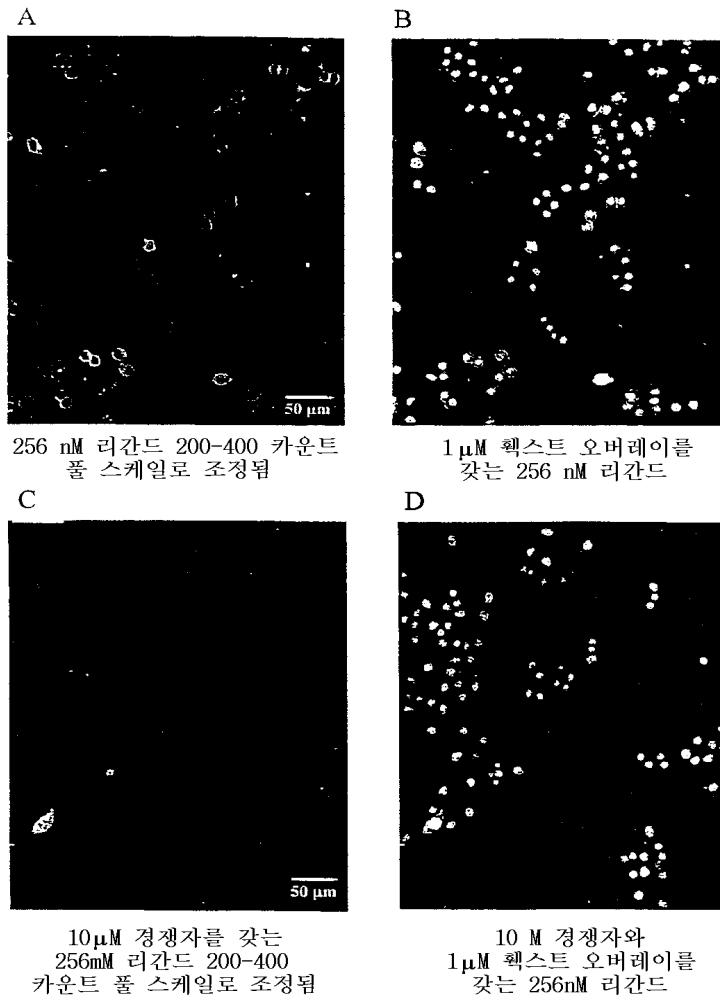 A
B
50 μm
256 nM 리간드 200-400 카운트
풀 스케일로 조정됨
1μM 훽스트 오버레이를
갖는 256 nM 리간드
C
D
5
50 μm
10μM 경쟁자를 갖는
256mM 리간드 200-400
카운트 풀 스케일로 조정됨
10 M 경쟁자와
1μM 훽스트 오버레이를
갖는 256nM 리간드